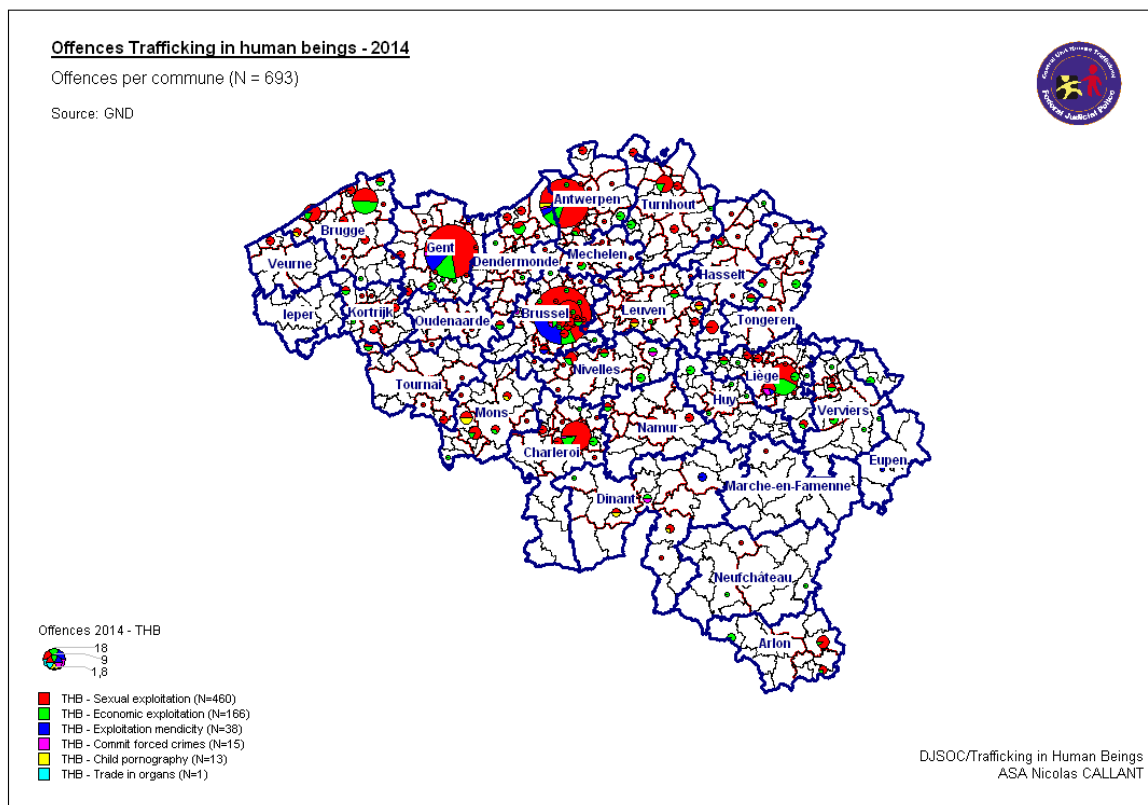 Offences Trafficking in human beings - 2014
Offences per commune (N = 693)
Source: GND
Central Unit Human Trafficking
Federal Judicial Police
Antwerpen
Turnhout
Brugge
Gent
Dendermonde
Mechelen
Veurne
Hasselt
Ieper
Kortrijk
Oudenaarde
Brussel
Leuven
Tongeren
Tournai
Nivelles
Liège
Huy
Mons
Verviers
Namur
Charleroi
Eupen
Marche-en-Famenne
Dinant
Neufchâteau
Arlon
Offences 2014 - THB
18
9
1,8
THB - Sexual exploitation (N=460)
THB - Economic exploitation (N=166)
THB - Exploitation mendicity (N=38)
THB - Commit forced crimes (N=15)
THB - Child pornography (N=13)
THB - Trade in organs (N=1)
DJSOC/Trafficking in Human Beings
ASA Nicolas CALLANT